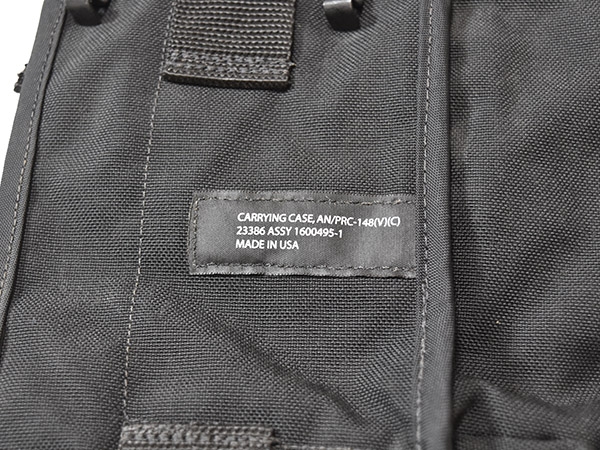 CARRYING CASE, AN/PRC-148(V)(C)
23386 ASSY 1600495-1
MADE IN USA